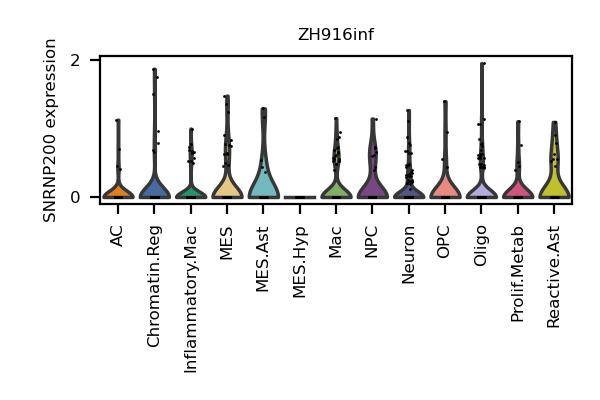 ZH916inf
SNRNP200 expression
2
0
AC
Chromatin.Reg
Inflammatory.Mac
MES
MES.Ast
MES.Hyp
Mac
NPC
Neuron
OPC
Oligo
Prolif.Metab
Reactive.Ast